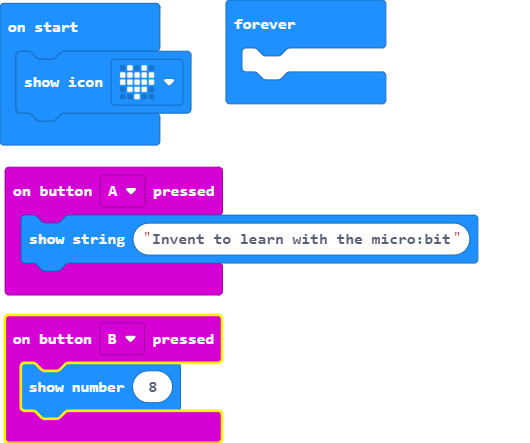 on start
show icon
forever
on button A pressed
show string "Invent to learn with the micro:bit"
on button B pressed
show number 8